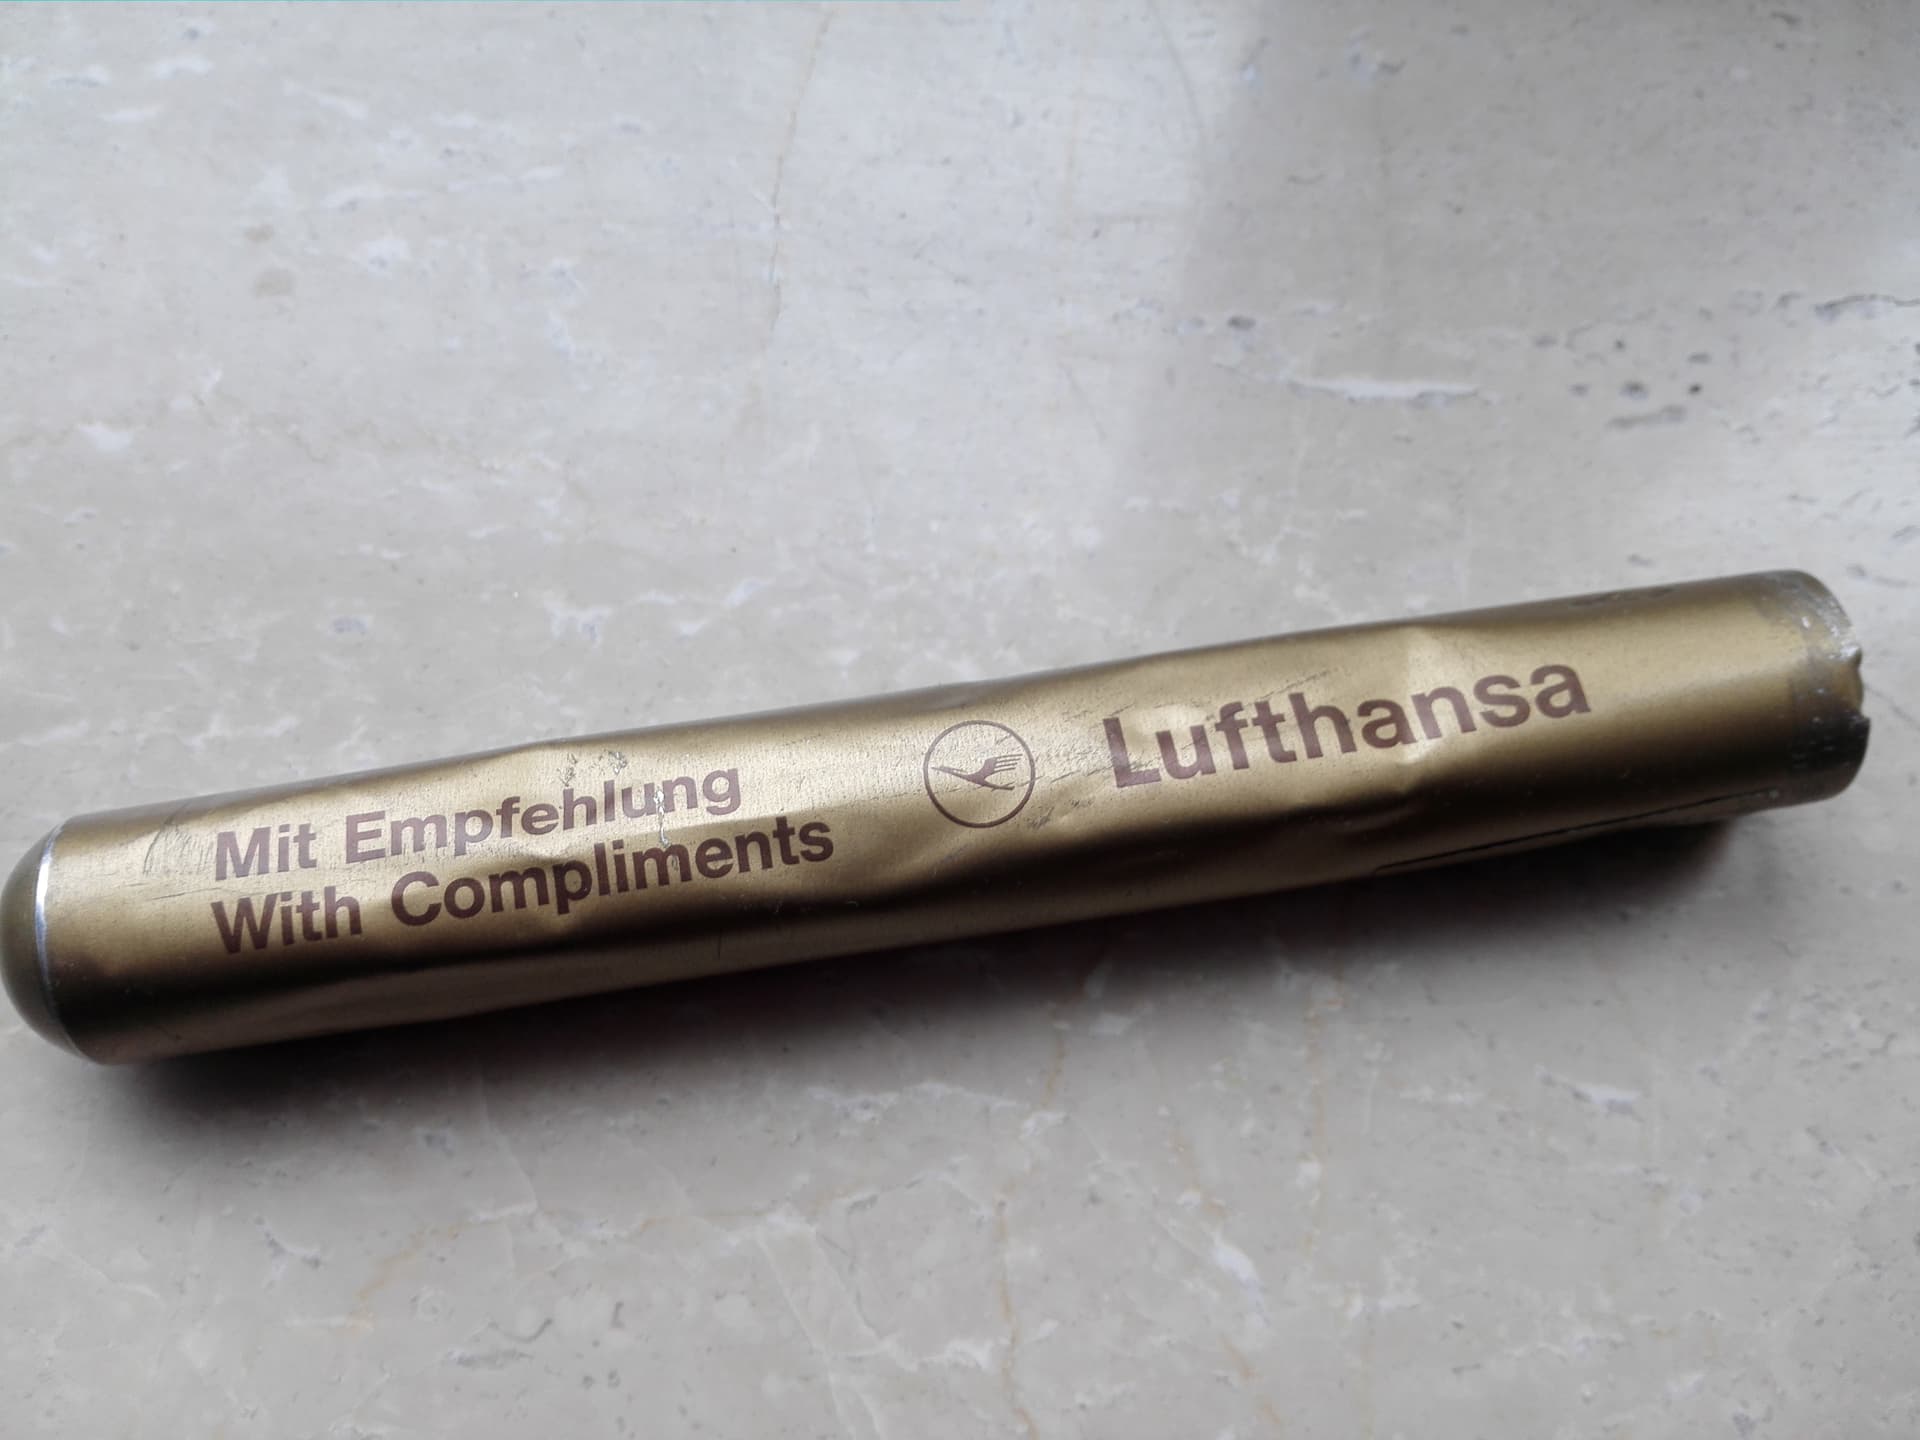 Mit Empfehlung
With Compliments
Lufthansa